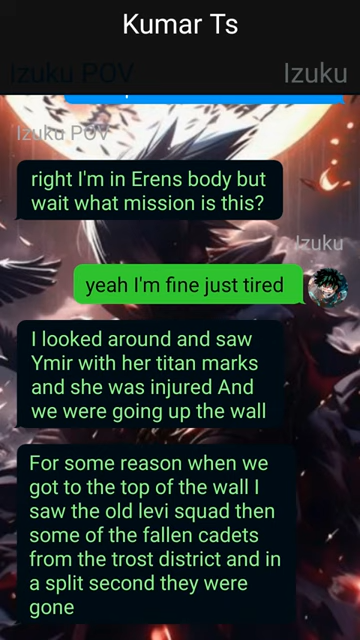 Kumar Ts
Izuku POV
Izuku
Izuku POV
right I'm in Erens body but
wait what mission is this?
Izuku
yeah I'm fine just tired
I looked around and saw
Ymir with her titan marks
and she was injured And
we were going up the wall
For some reason when we
got to the top of the wall I
saw the old levi squad then
some of the fallen cadets
from the trost district and in
a split second they were
gone